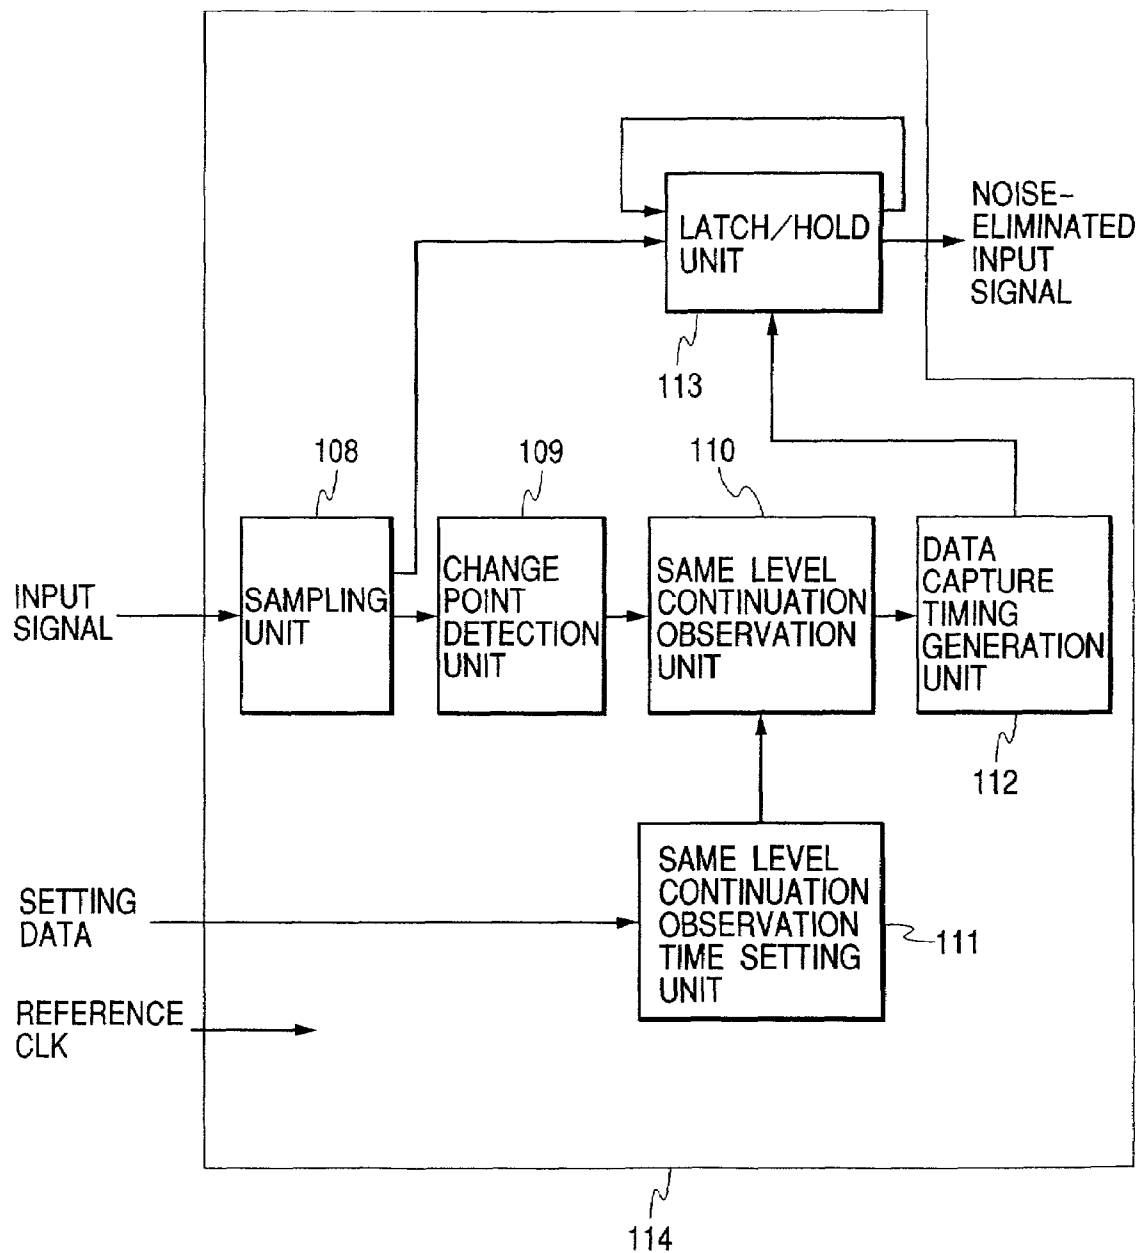 NOISE-
ELIMINATED
INPUT
SIGNAL
LATCH/HOLD
UNIT
113
108
109
110
INPUT
SIGNAL
SAMPLING
UNIT
CHANGE
POINT
DETECTION
UNIT
SAME LEVEL
CONTINUATION
OBSERVATION
UNIT
DATA
CAPTURE
TIMING
GENERATION
UNIT
112
SETTING
DATA
SAME LEVEL
CONTINUATION
OBSERVATION
TIME SETTING
UNIT
111
REFERENCE
CLK
114